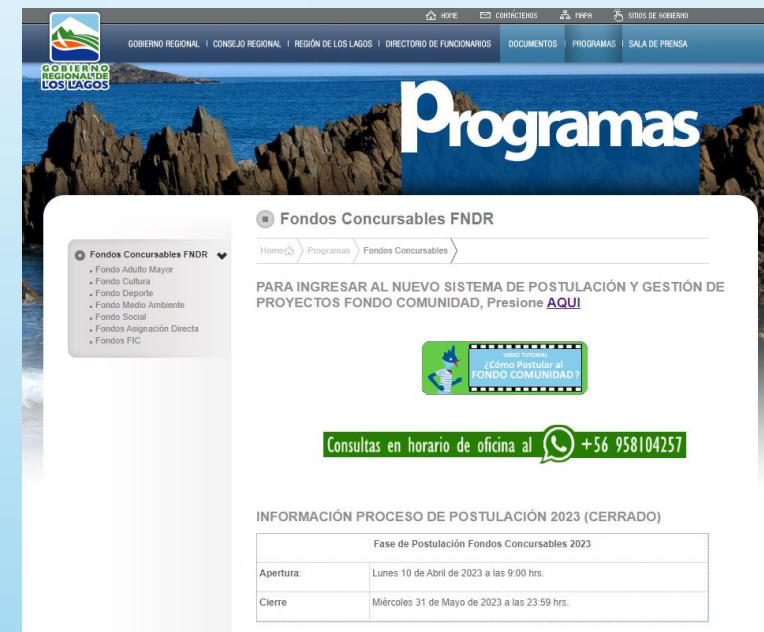 HOME CONTÁCTENOS MAPA SITIOS DE GOBIERNO
GOBIERNO REGIONAL | CONSEJO REGIONAL | REGIÓN DE LOS LAGOS | DIRECTORIO DE FUNCIONARIOS DOCUMENTOS | PROGRAMAS | SALA DE PRENSA
GOBIERNO
REGIONAL DE
LOS LAGOS
Programas
Fondos Concursables FNDR
Home Programas Fondos Concursables
Fondos Concursables FNDR
Fondo Adulto Mayor
Fondo Cultura
Fondo Deporte
Fondo Medio Ambiente
Fondo Social
Fondos Asignación Directa
Fondos FIC
PARA INGRESAR AL NUEVO SISTEMA DE POSTULACIÓN Y GESTIÓN DE
PROYECTOS FONDO COMUNIDAD, Presione AQUI
VIDEO TUTORIAL
¿Cómo Postular al
FONDO COMUNIDAD?
Consultas en horario de oficina al +56 958104257
INFORMACIÓN PROCESO DE POSTULACIÓN 2023 (CERRADO)
Fase de Postulación Fondos Concursables 2023
Apertura: Lunes 10 de Abril de 2023 a las 9:00 hrs.
Cierre Miércoles 31 de Mayo de 2023 a las 23:59 hrs.